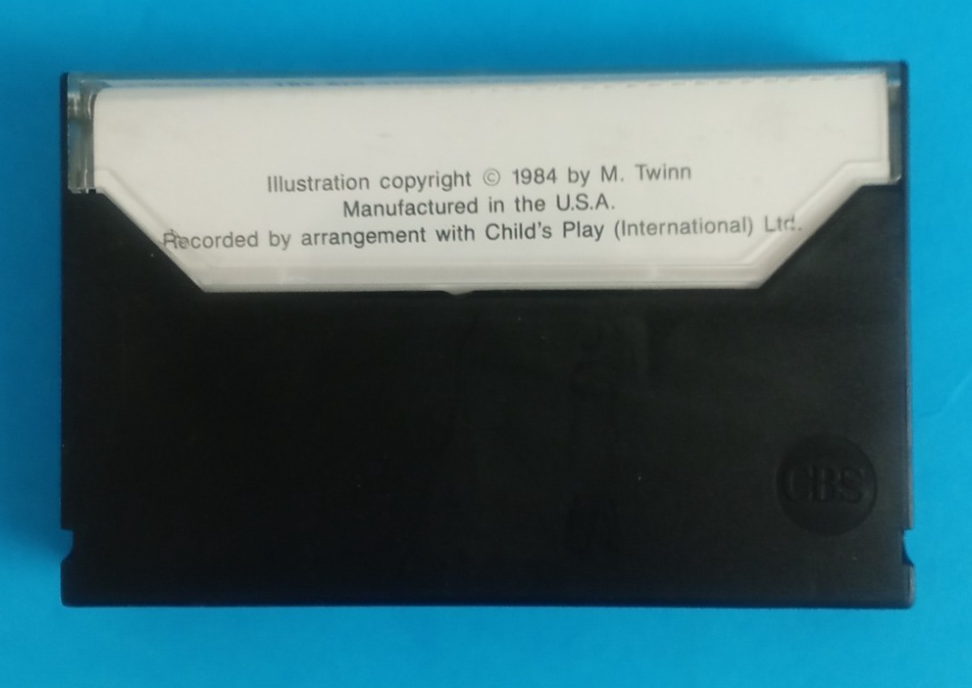 Illustration copyright © 1984 by M. Twinn
Manufactured in the U.S.A.
Recorded by arrangement with Child's Play (International) Ltd.
CBS